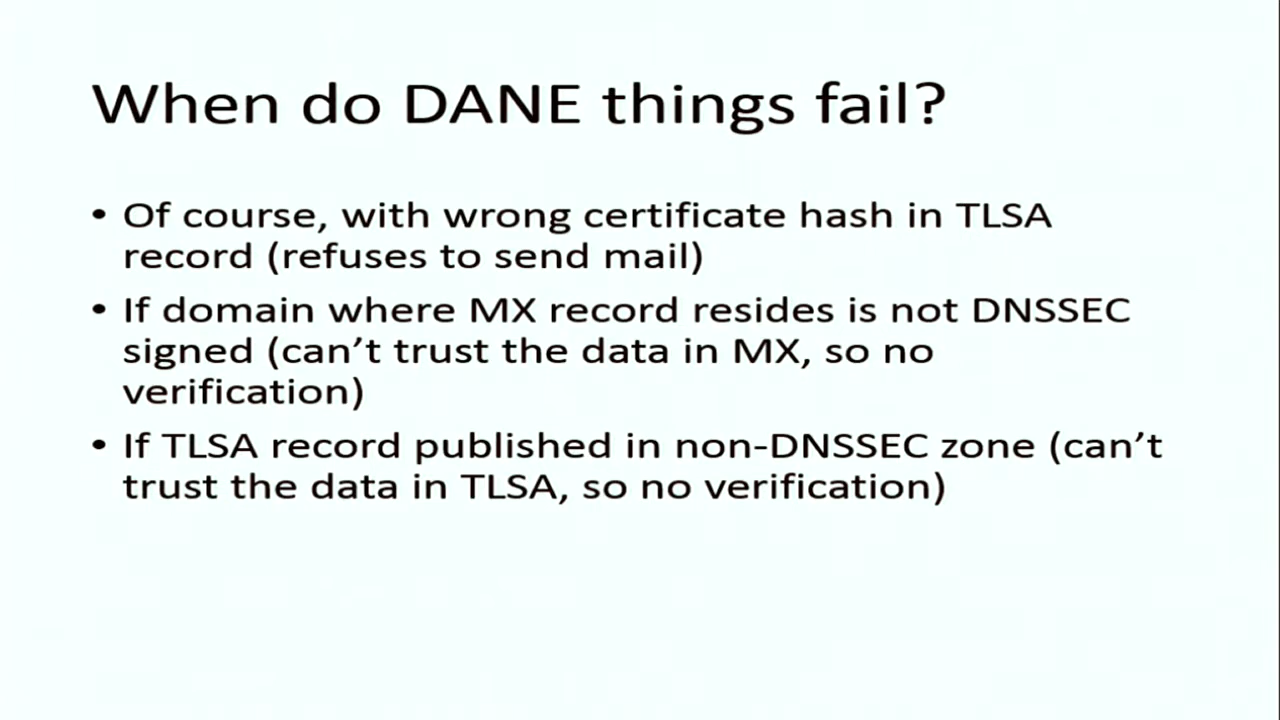 When do DANE things fail?
• Of course, with wrong certificate hash in TLSA
record (refuses to send mail)
• If domain where MX record resides is not DNSSEC
signed (can’t trust the data in MX, so no
verification)
• If TLSA record published in non-DNSSEC zone (can’t
trust the data in TLSA, so no verification)